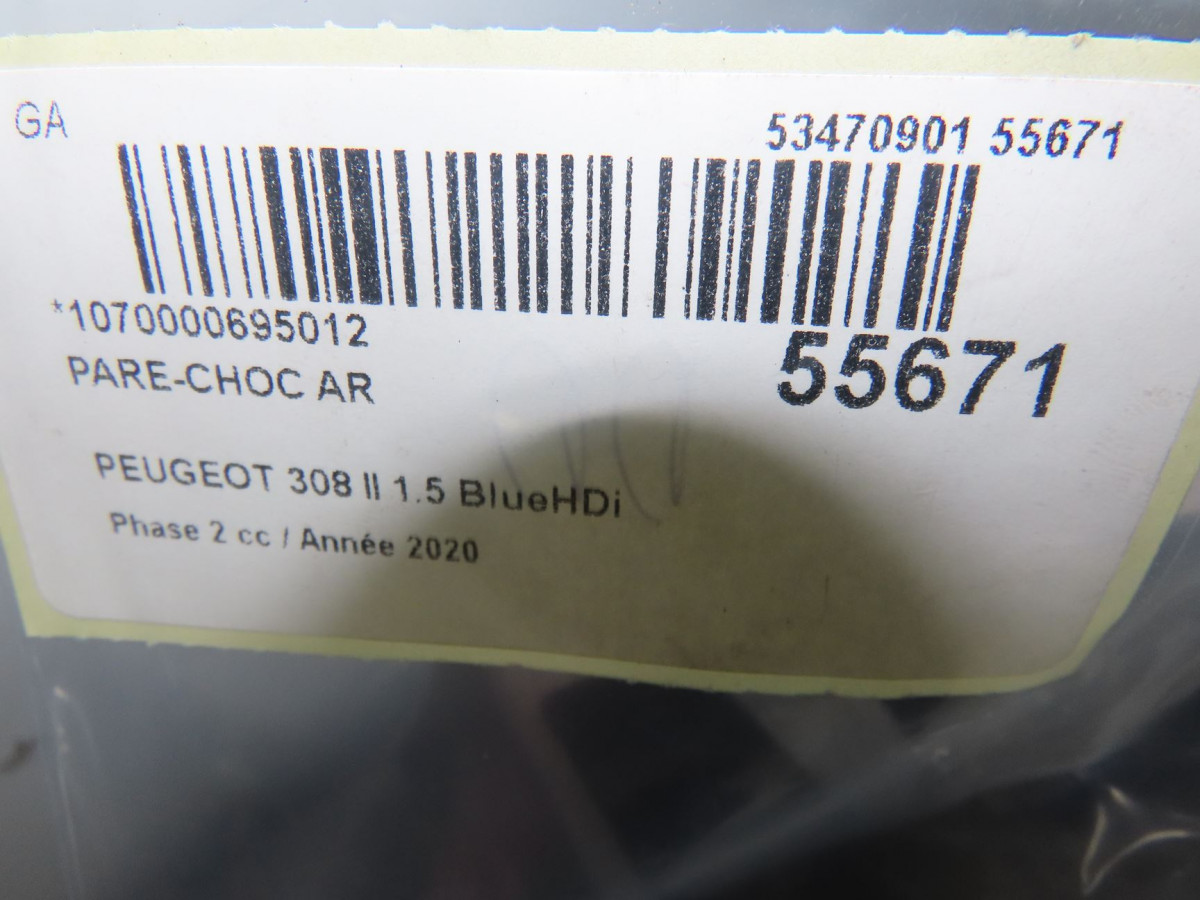 GA
53470901 55671
*1070000695012
55671
PARE-CHOC AR
PEUGEOT 308 II 1.5 BlueHDi
Phase 2 cc / Année 2020